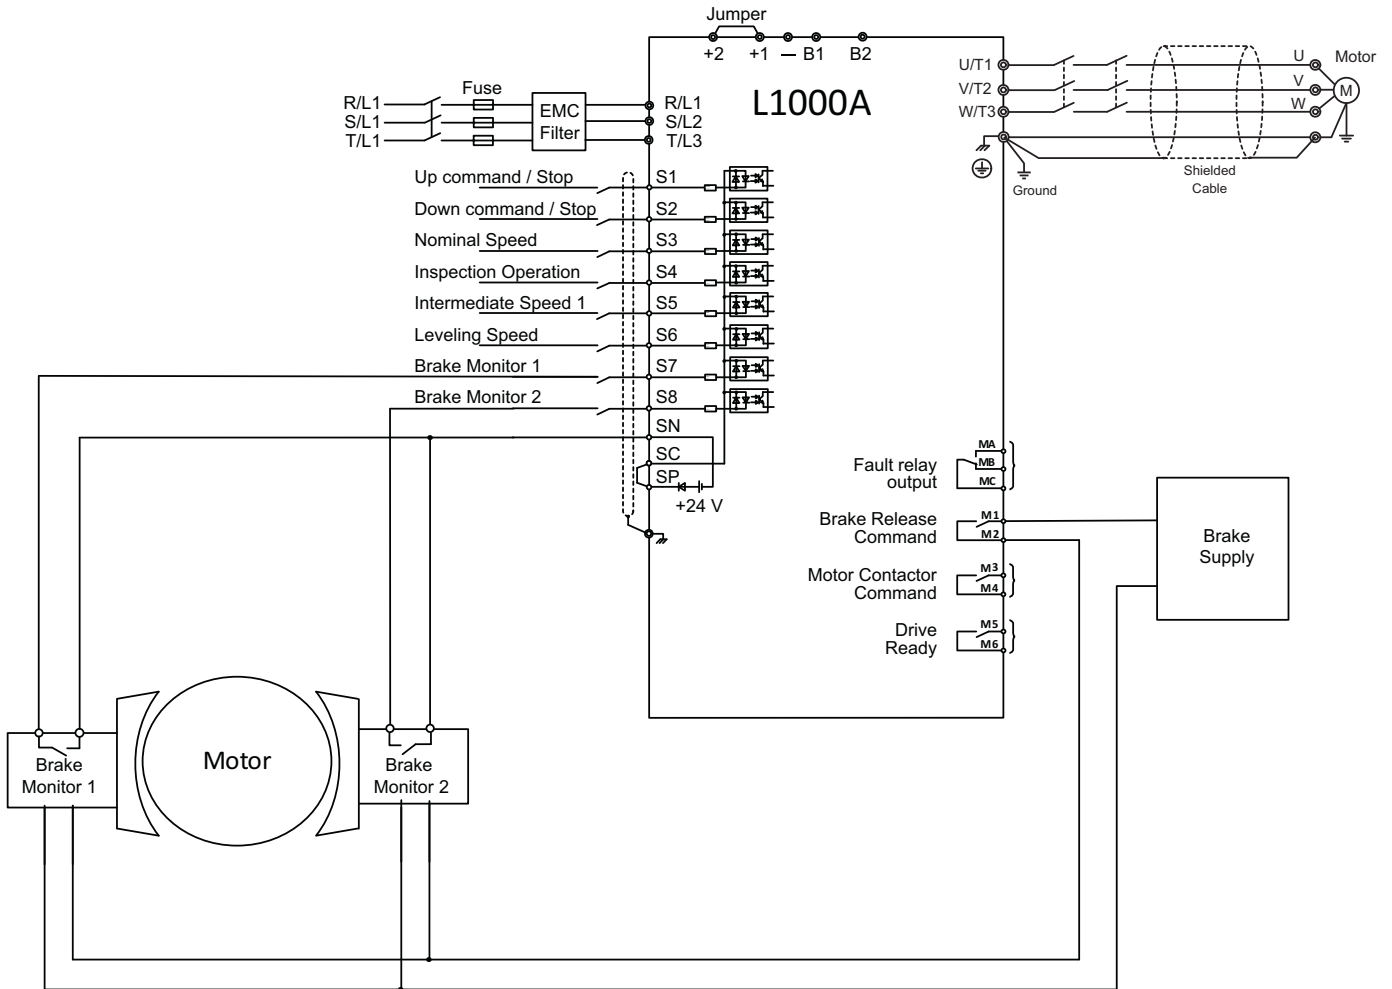 Jumper
+2 +1 — B1 B2
L1000A
Fuse
R/L1
S/L1
T/L1
EMC
Filter
R/L1
S/L2
T/L3
U/T1
V/T2
W/T3
U
V
W
Motor
M
Ground
Shielded
Cable
Up command / Stop S1
Down command / Stop S2
Nominal Speed S3
Inspection Operation S4
Intermediate Speed 1 S5
Leveling Speed S6
Brake Monitor 1 S7
Brake Monitor 2 S8
SN
SC
SP
+24 V
Fault relay
output
MA
MB
MC
Brake Release
Command
M1
M2
Motor Contactor
Command
M3
M4
Drive
Ready
M5
M6
Brake
Supply
Brake
Monitor 1
Motor
Brake
Monitor 2